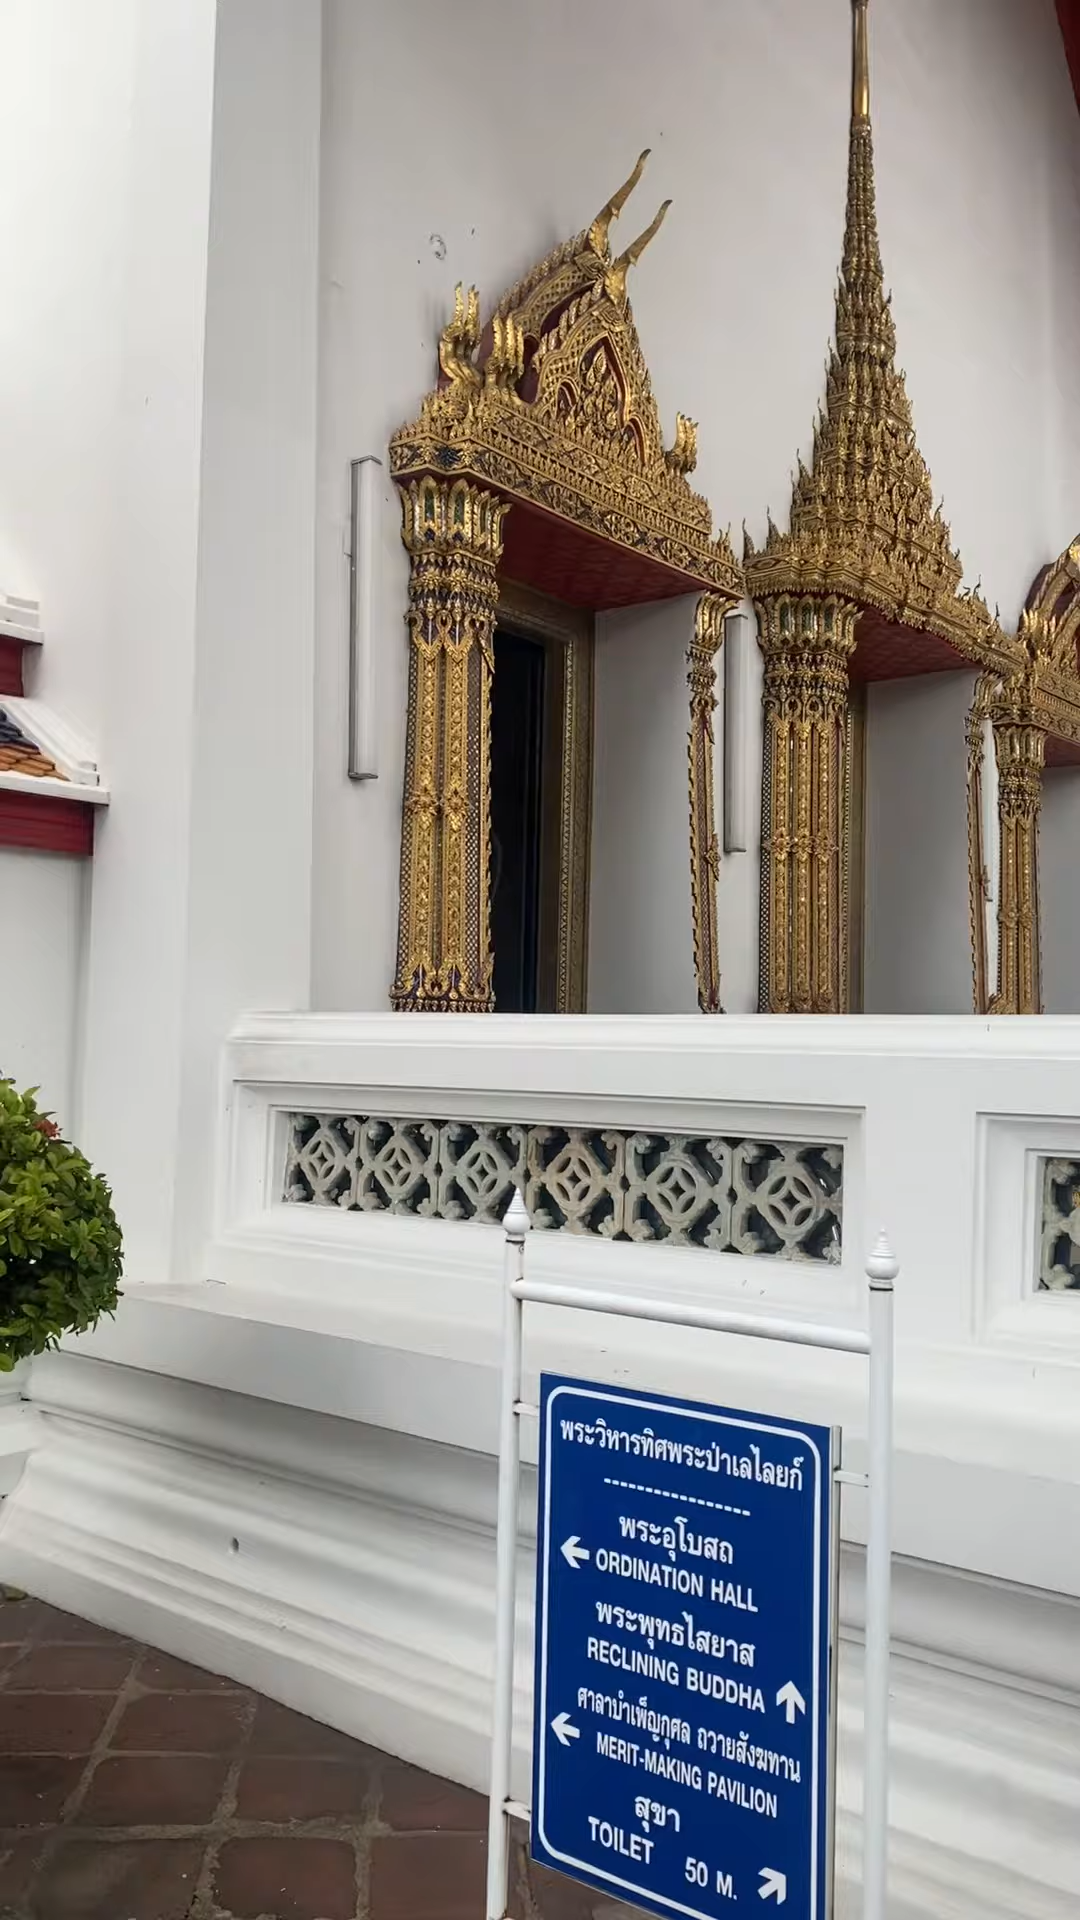 พระวิหารทิศพระป่าเลไลยก์
----------------
พระอุโบสถ
← ORDINATION HALL
พระพุทธไสยาส
RECLINING BUDDHA ↑
ศาลาบำเพ็ญกุศล ถวายสังฆทาน
← MERIT-MAKING PAVILION
สุขา
TOILET 50 M. ↗